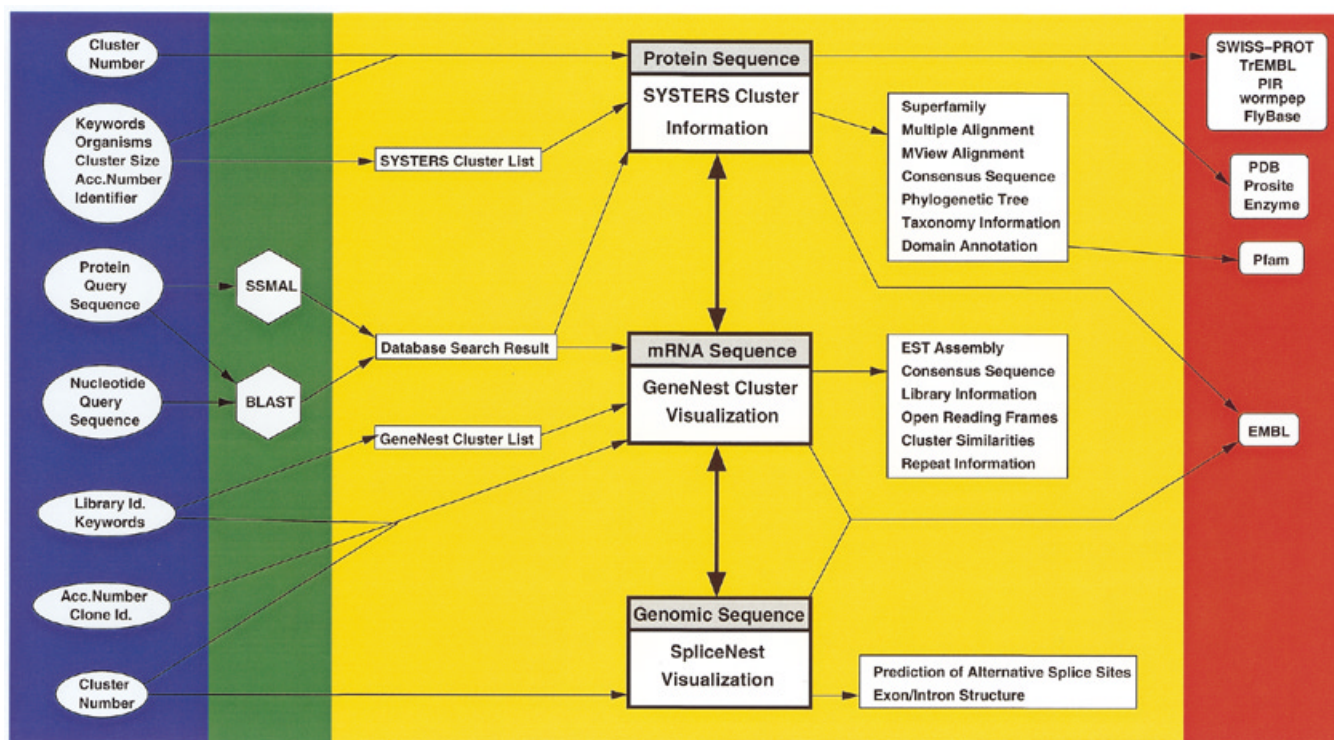 Cluster
Number
Keywords
Organisms
Cluster Size
Acc.Number
Identifier
Protein
Query
Sequence
Nucleotide
Query
Sequence
Library Id.
Keywords
Acc.Number
Clone Id.
Cluster
Number
SSMAL
BLAST
SYSTERS Cluster List
Database Search Result
GeneNest Cluster List
Protein Sequence
SYSTERS Cluster
Information
mRNA Sequence
GeneNest Cluster
Visualization
Genomic Sequence
SpliceNest
Visualization
Superfamily
Multiple Alignment
MView Alignment
Consensus Sequence
Phylogenetic Tree
Taxonomy Information
Domain Annotation
EST Assembly
Consensus Sequence
Library Information
Open Reading Frames
Cluster Similarities
Repeat Information
Prediction of Alternative Splice Sites
Exon/Intron Structure
SWISS-PROT
TrEMBL
PIR
wormpep
FlyBase
PDB
Prosite
Enzyme
Pfam
EMBL